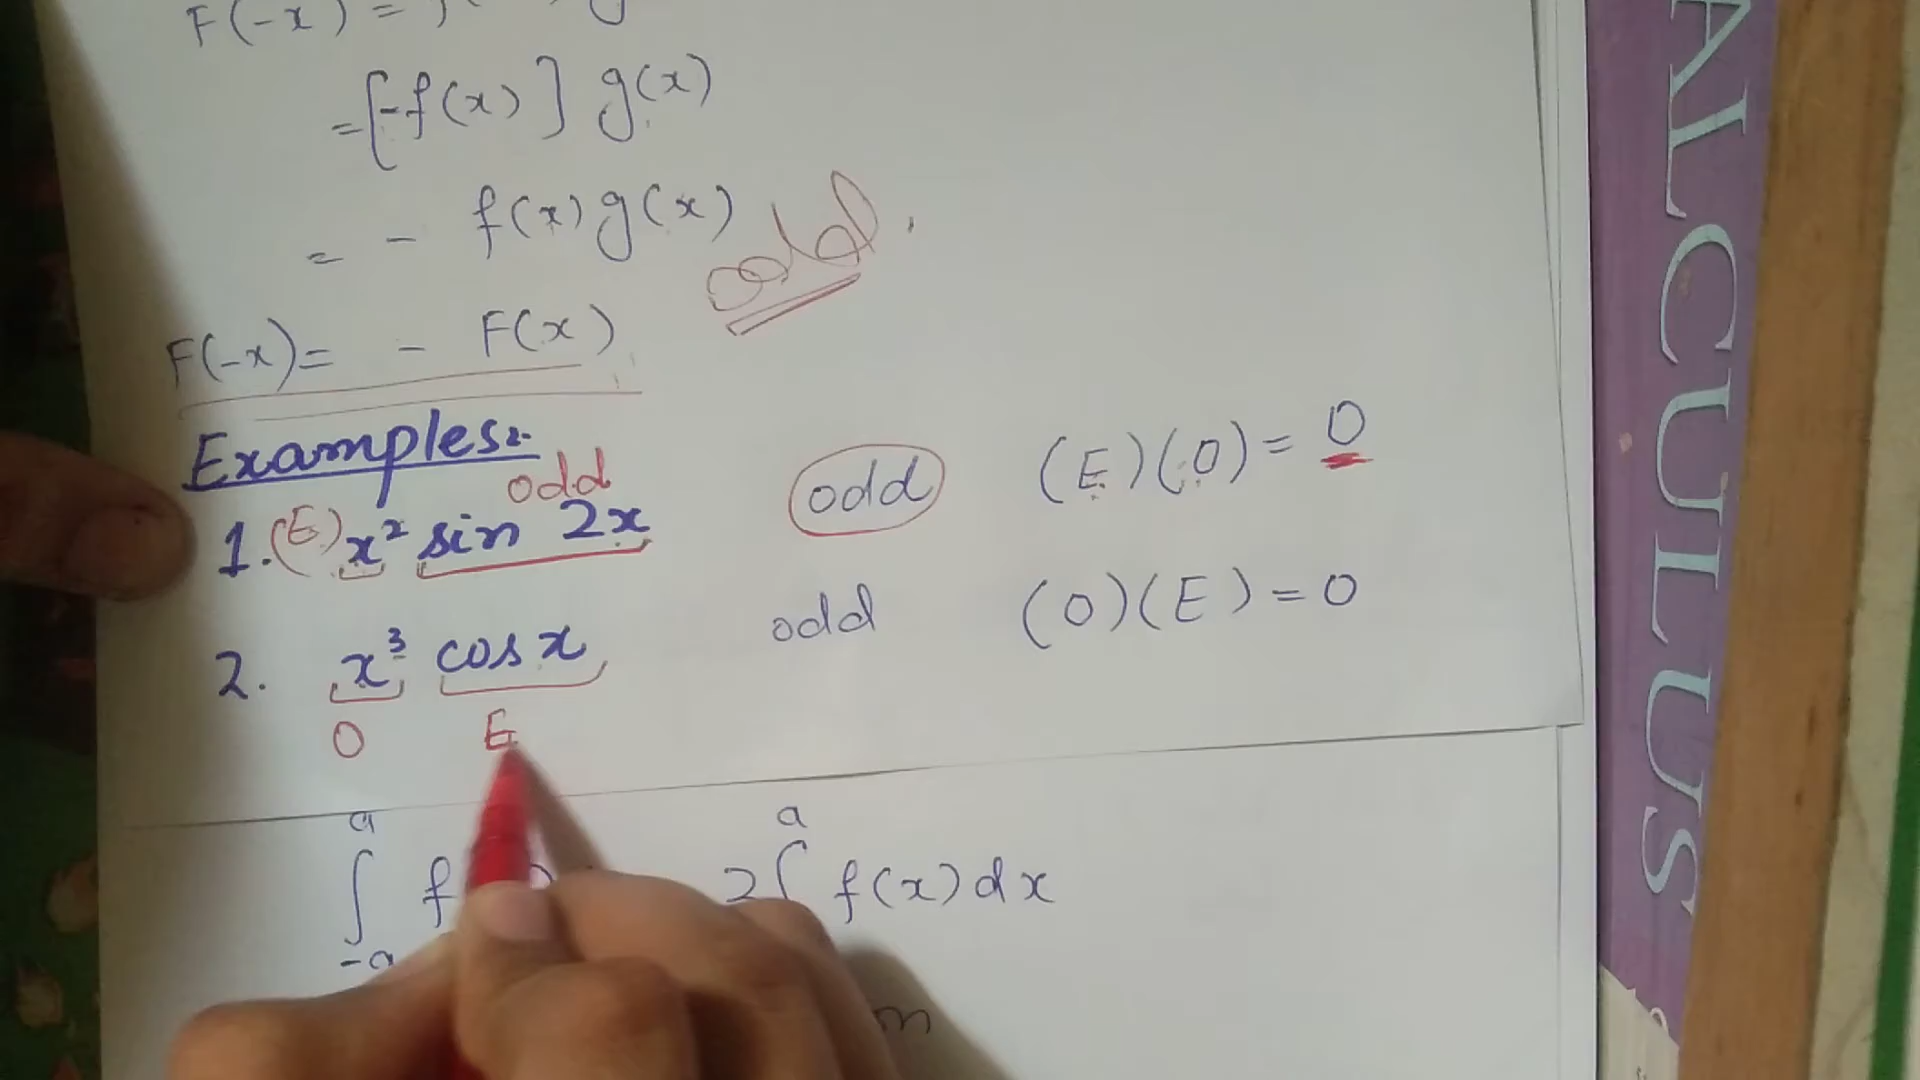 F(-x) =
= [-f(x)] g(x)
= - f(x) g(x) odd.
F(-x) = - F(x)
Examples:-
odd
1. (E) x² sin 2x odd (E)(O) = O
2. x³ cos x odd (O)(E) = O
O E
a a
∫ f 2∫ f(x) dx
-a
ALCULUS